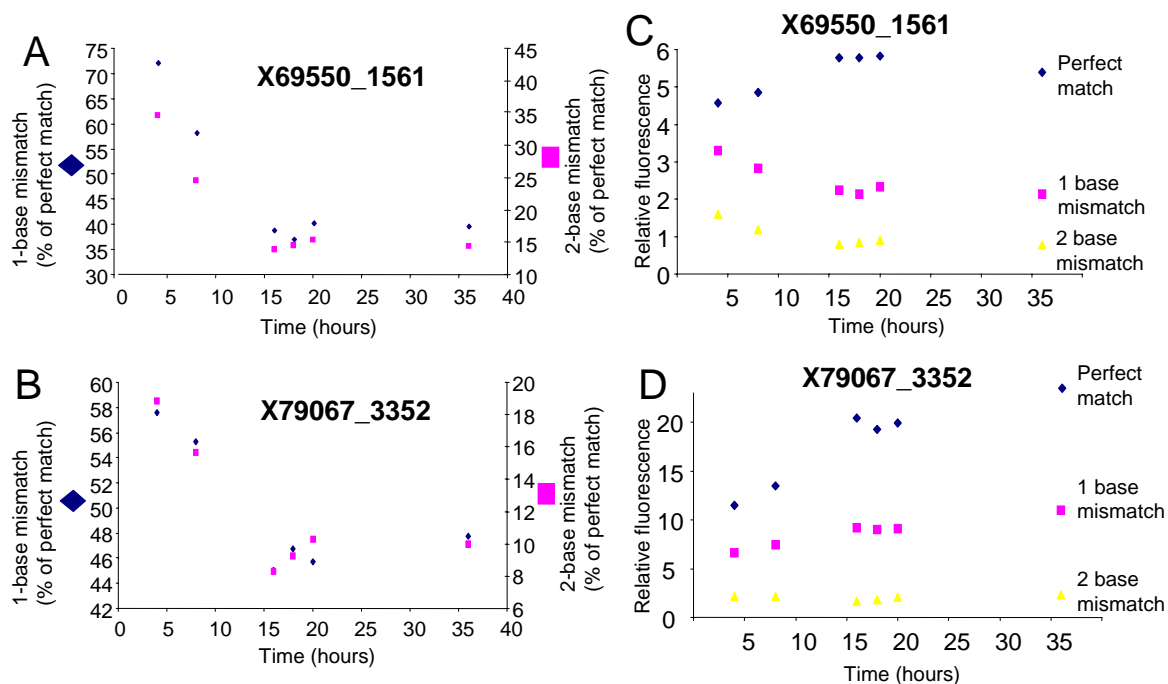 A
X69550_1561
75
70
65
60
55
50
45
40
35
30
45
40
35
30
25
20
15
10
0 5 10 15 20 25 30 35 40
Time (hours)
1-base mismatch
(% of perfect match)
2-base mismatch
(% of perfect match)
C
X69550_1561
6
5
4
3
2
1
0
5 10 15 20 25 30 35
Time (hours)
Relative fluorescence
Perfect
match
1 base
mismatch
2 base
mismatch
B
X79067_3352
60
58
56
54
52
50
48
46
44
42
20
18
16
14
13
10
8
6
0 5 10 15 20 25 30 35 40
Time (hours)
1-base mismatch
(% of perfect match)
2-base mismatch
(% of perfect match)
D
X79067_3352
20
15
10
5
0
5 10 15 20 25 30 35
Time (hours)
Relative fluorescence
Perfect
match
1 base
mismatch
2 base
mismatch